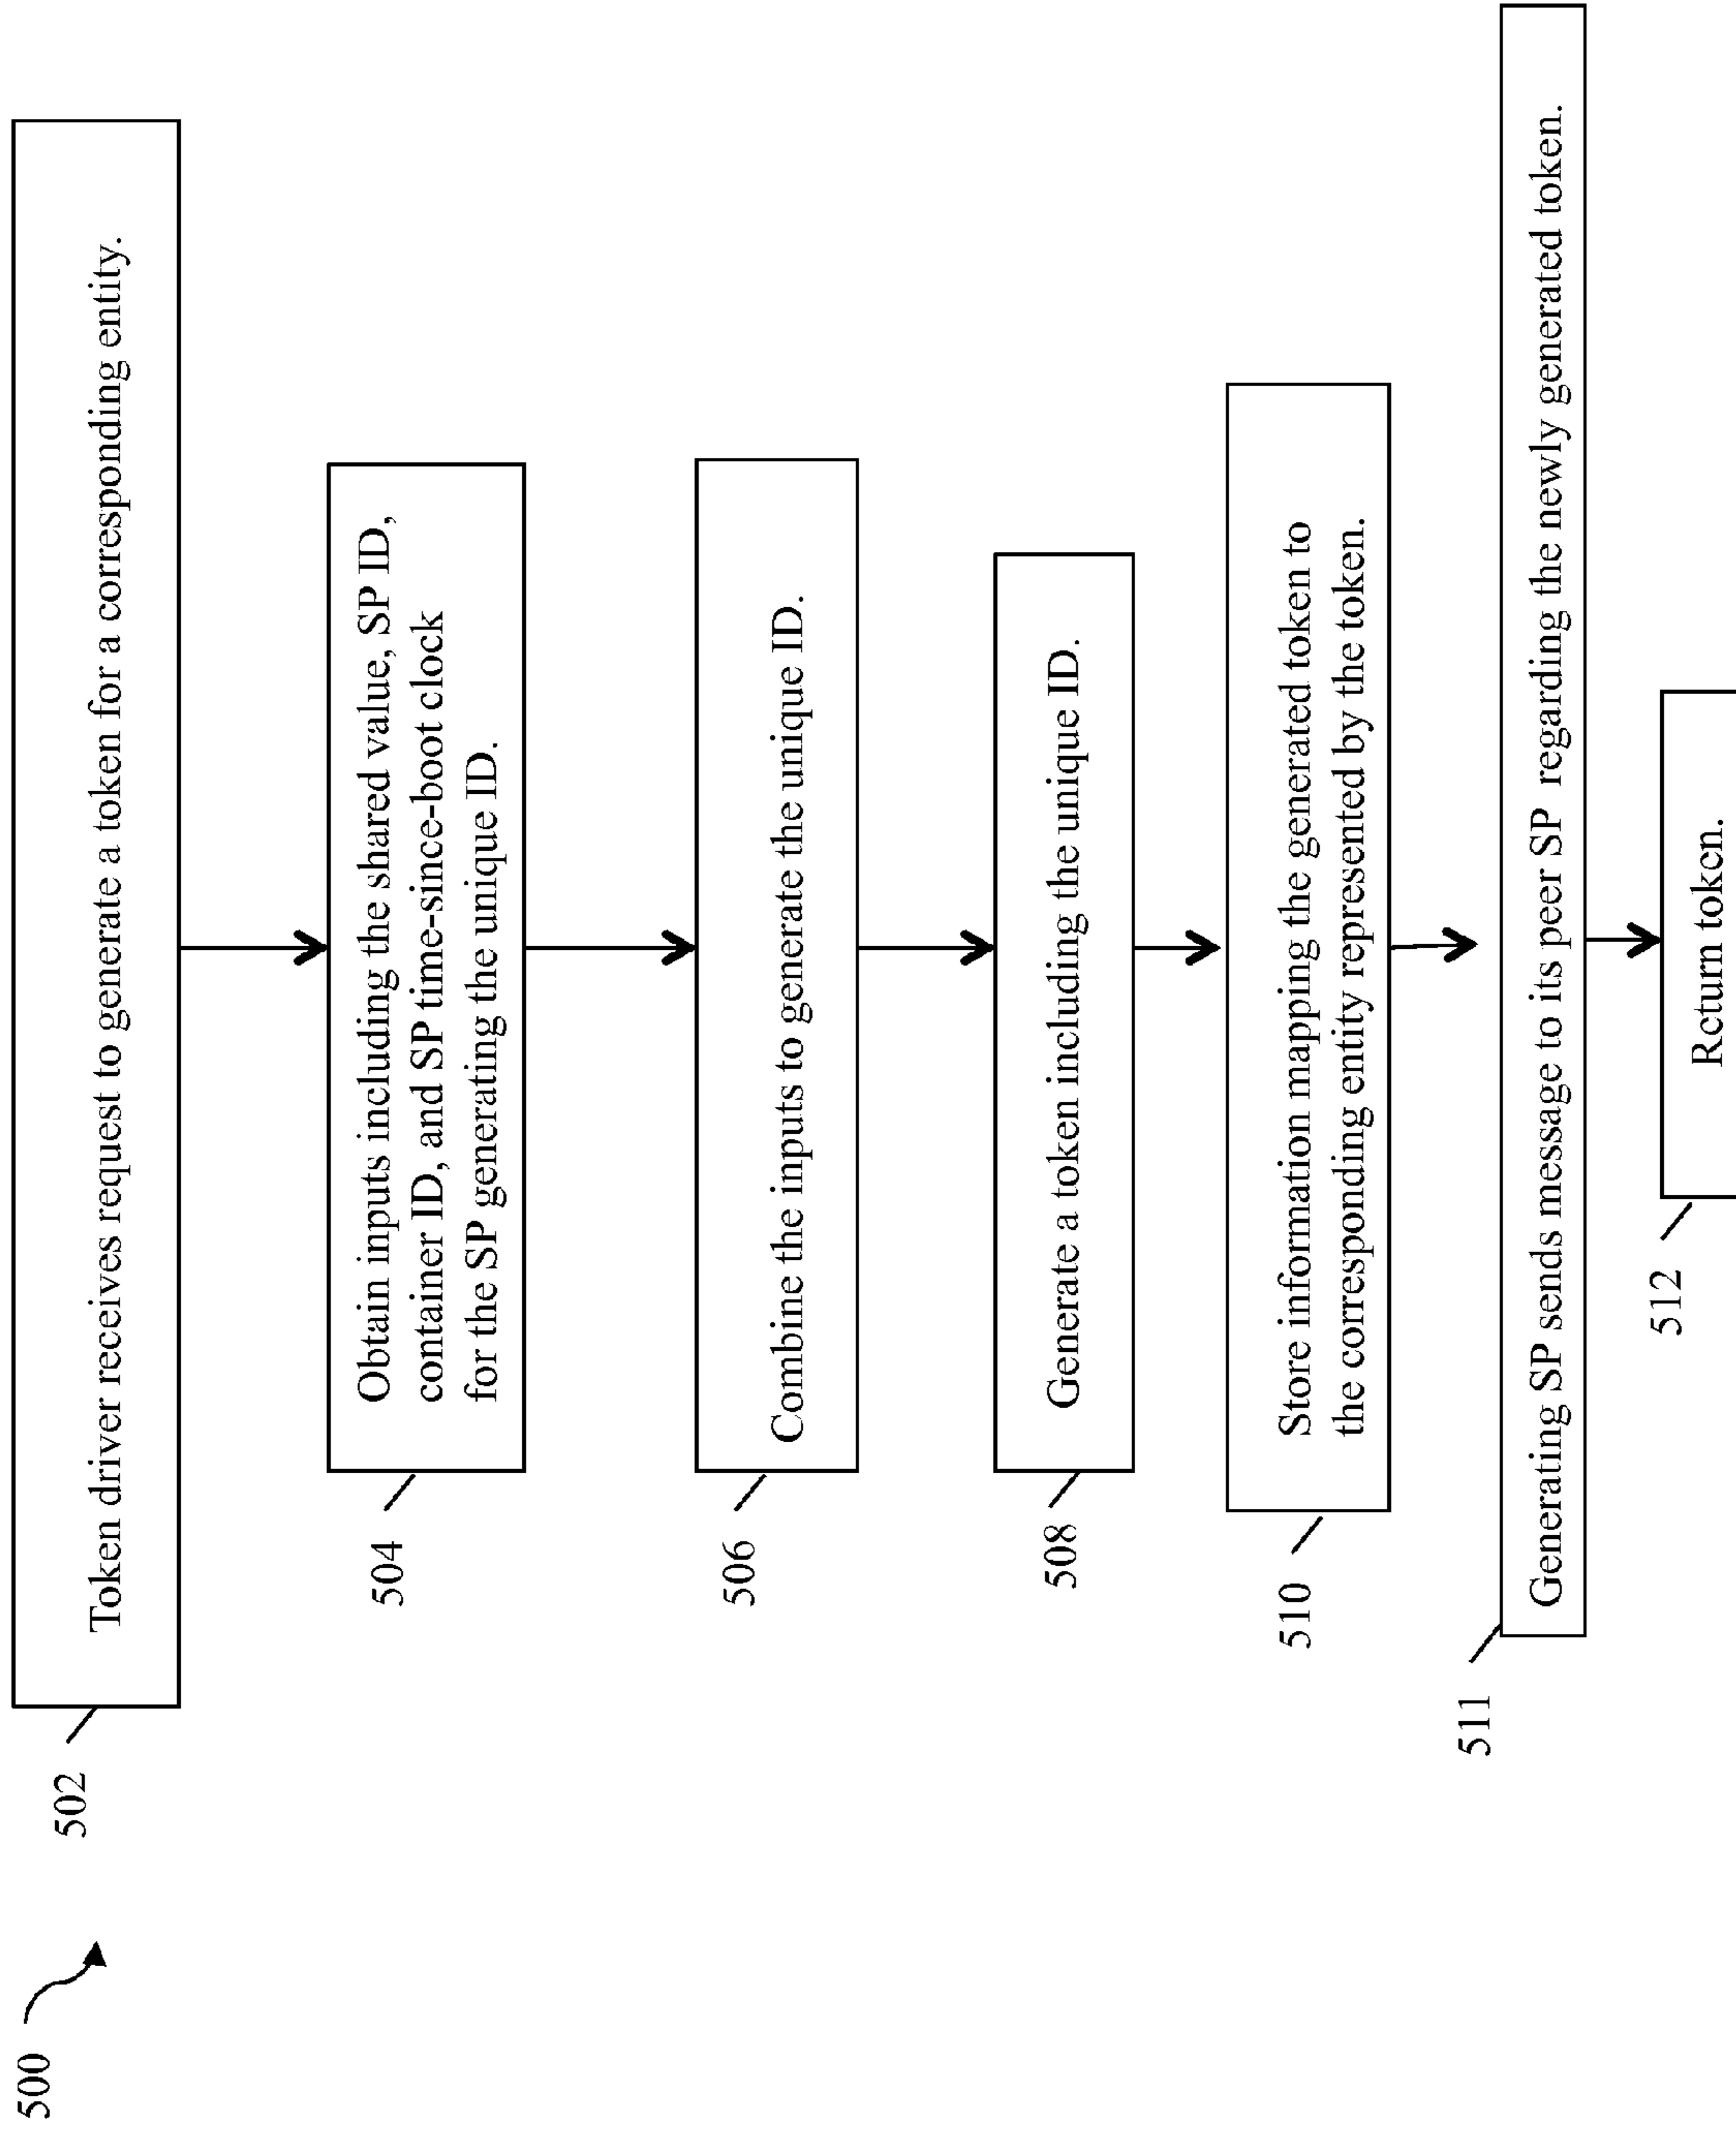 500
502
Token driver receives request to generate a token for a corresponding entity.
504
Obtain inputs including the shared value, SP ID,
container ID, and SP time-since-boot clock
for the SP generating the unique ID.
506
Combine the inputs to generate the unique ID.
508
Generate a token including the unique ID.
510
Store information mapping the generated token to
the corresponding entity represented by the token.
511
Generating SP sends message to its peer SP regarding the newly generated token.
512
Return token.